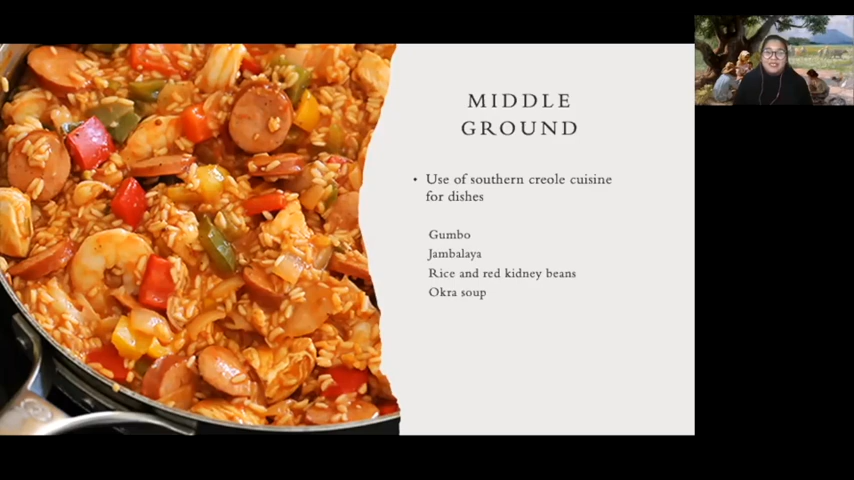 MIDDLE
GROUND
• Use of southern creole cuisine
for dishes
Gumbo
Jambalaya
Rice and red kidney beans
Okra soup